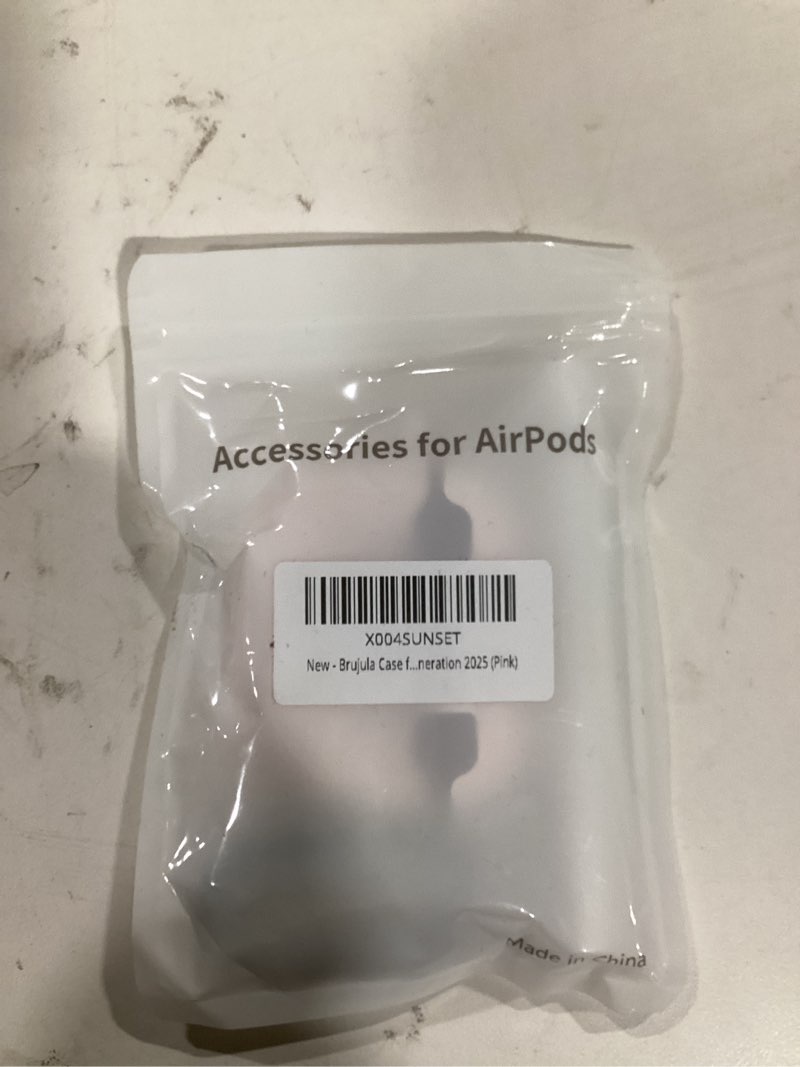 Accessories for AirPods
X004SUNSET
New - Brujula Case f...neration 2025 (Pink)
Made in China